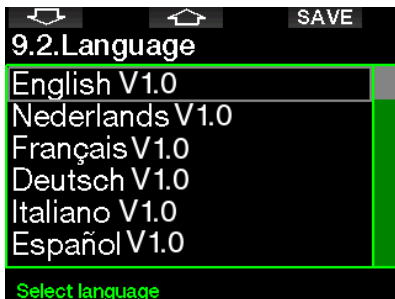 SAVE
9.2.Language
English V1.0
Nederlands V1.0
Français V1.0
Deutsch V1.0
Italiano V1.0
Español V1.0
Select language